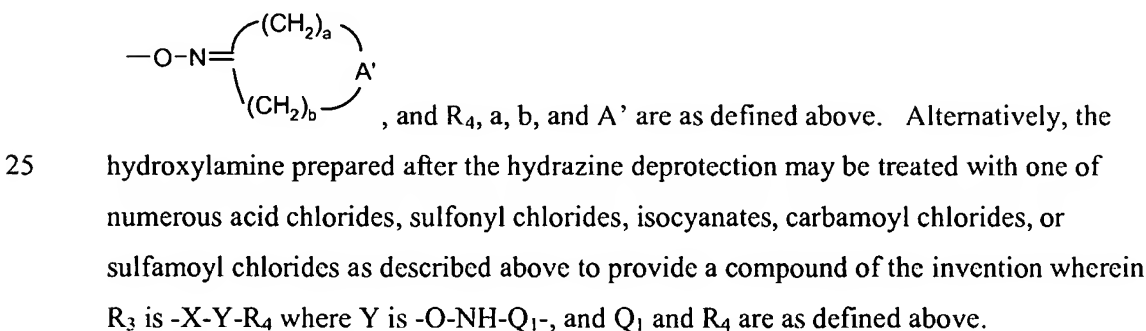 (CH₂)ₐ
—O-N=
A'
(CH₂)b , and R₄, a, b, and A' are as defined above. Alternatively, the
25 hydroxylamine prepared after the hydrazine deprotection may be treated with one of
numerous acid chlorides, sulfonyl chlorides, isocyanates, carbamoyl chlorides, or
sulfamoyl chlorides as described above to provide a compound of the invention wherein
R₃ is -X-Y-R₄ where Y is -O-NH-Q₁-, and Q₁ and R₄ are as defined above.